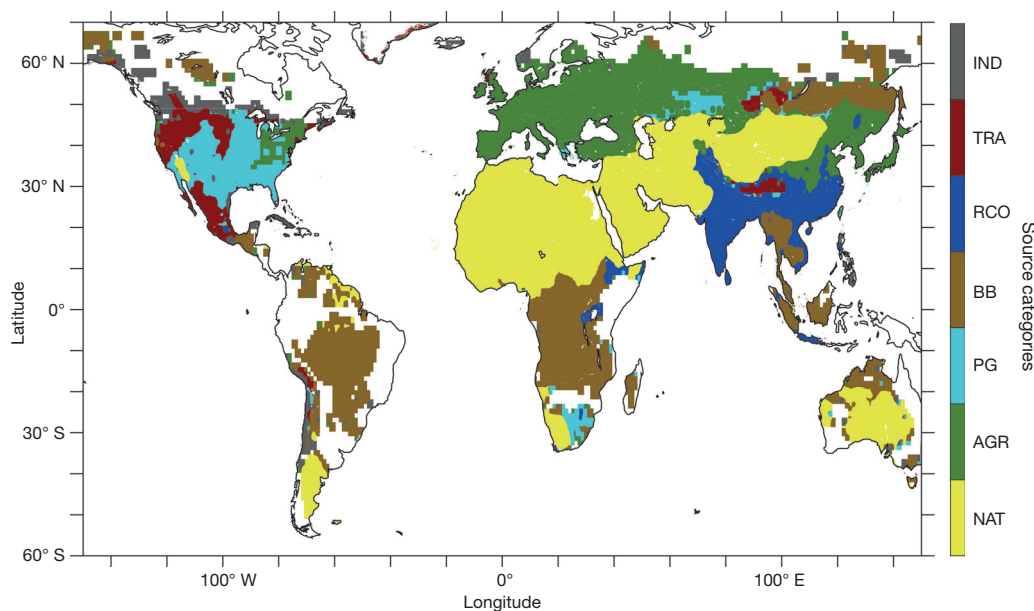 60° N
30° N
0°
30° S
60° S
Latitude
100° W
0°
100° E
Longitude
IND
TRA
RCO
BB
PG
AGR
NAT
Source categories